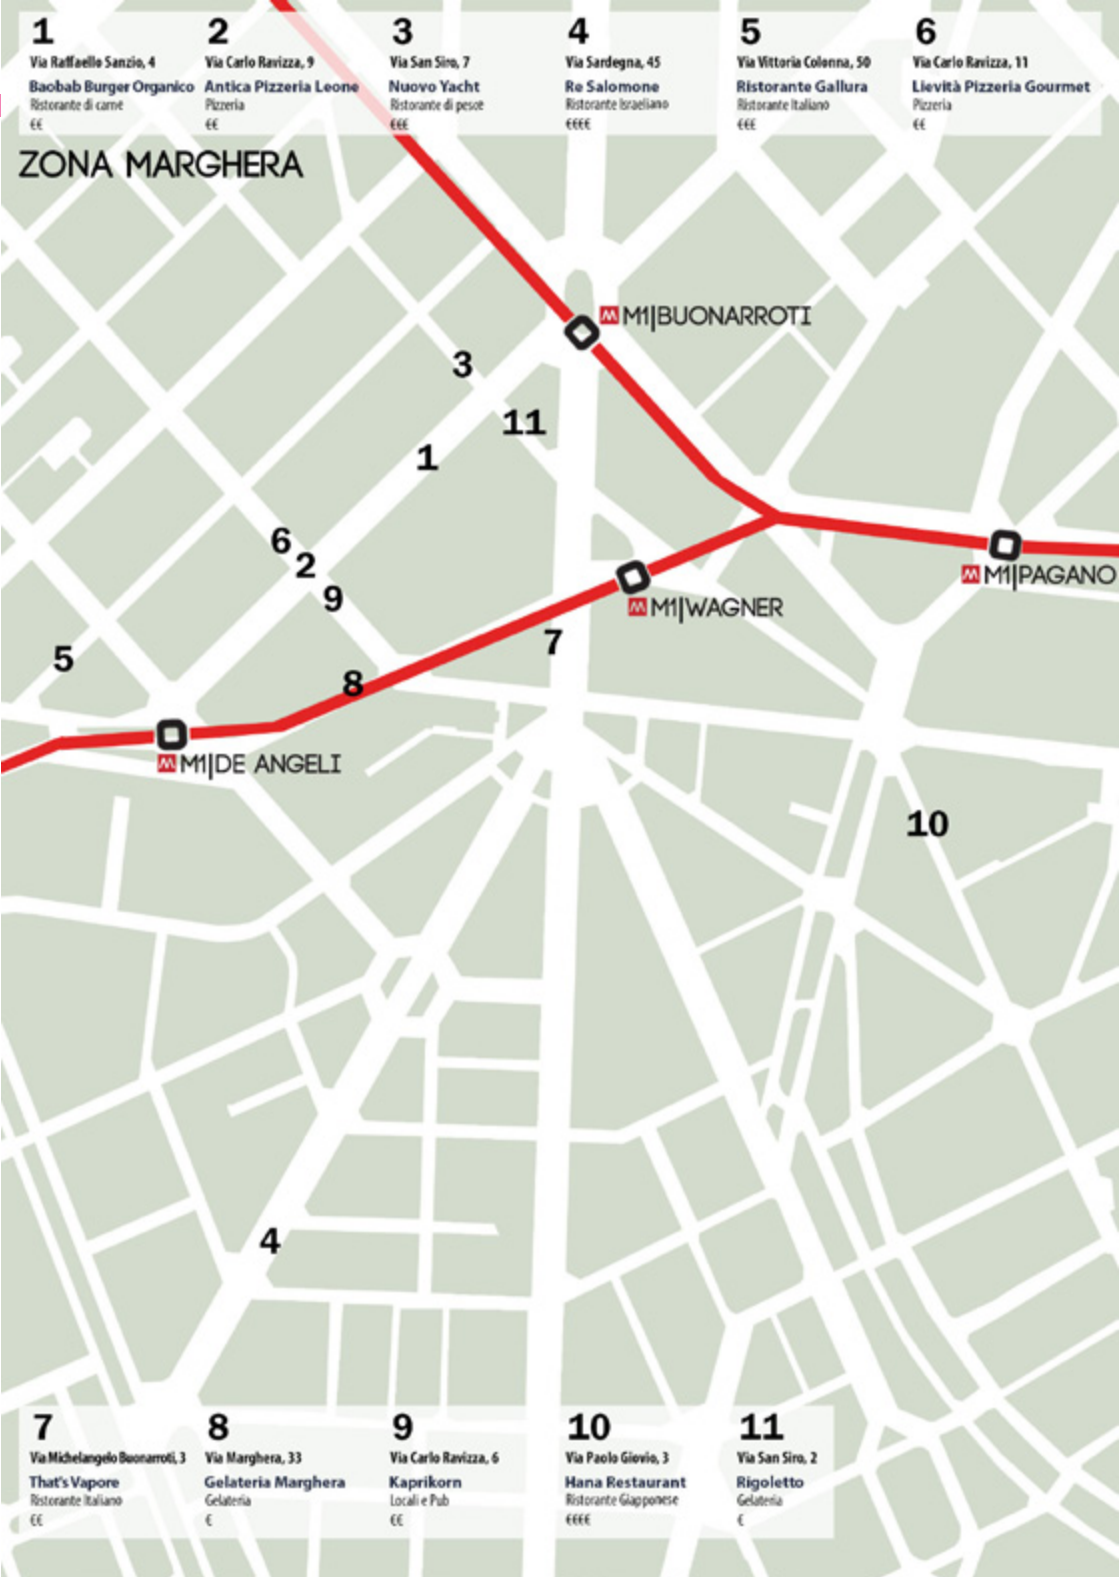 1
Via Raffaello Sanzio, 4
Baobab Burger Organico
Ristorante di carne
€€
2
Via Carlo Ravizza, 9
Antica Pizzeria Leone
Pizzeria
€€
3
Via San Siro, 7
Nuovo Yacht
Ristorante di pesce
€€€
4
Via Sardegna, 45
Re Salomone
Ristorante Israeliano
€€€€
5
Via Vittoria Colonna, 50
Ristorante Gallura
Ristorante Italiano
€€€
6
Via Carlo Ravizza, 11
Lievità Pizzeria Gourmet
Pizzeria
€€
ZONA MARGHERA
M M1|BUONARROTI
3
11
1
6
2
M M1|PAGANO
9
M M1|WAGNER
7
5
8
M M1|DE ANGELI
10
4
7
Via Michelangelo Buonarroti, 3
That's Vapore
Ristorante Italiano
€€
8
Via Marghera, 33
Gelateria Marghera
Gelateria
€
9
Via Carlo Ravizza, 6
Kaprikorn
Locali e Pub
€€
10
Via Paolo Giovio, 3
Hana Restaurant
Ristorante Giapponese
€€€€
11
Via San Siro, 2
Rigoletto
Gelateria
€